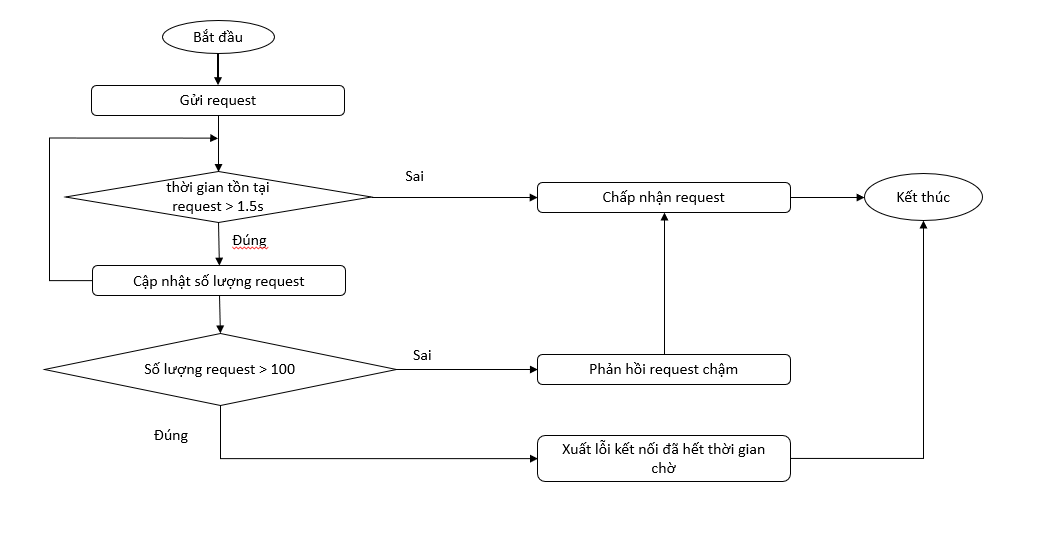 Bắt đầu
Gửi request
thời gian tồn tại
request > 1.5s
Sai
Chấp nhận request
Kết thúc
Đúng
Cập nhật số lượng request
Số lượng request > 100
Sai
Phản hồi request chậm
Đúng
Xuất lỗi kết nối đã hết thời gian
chờ